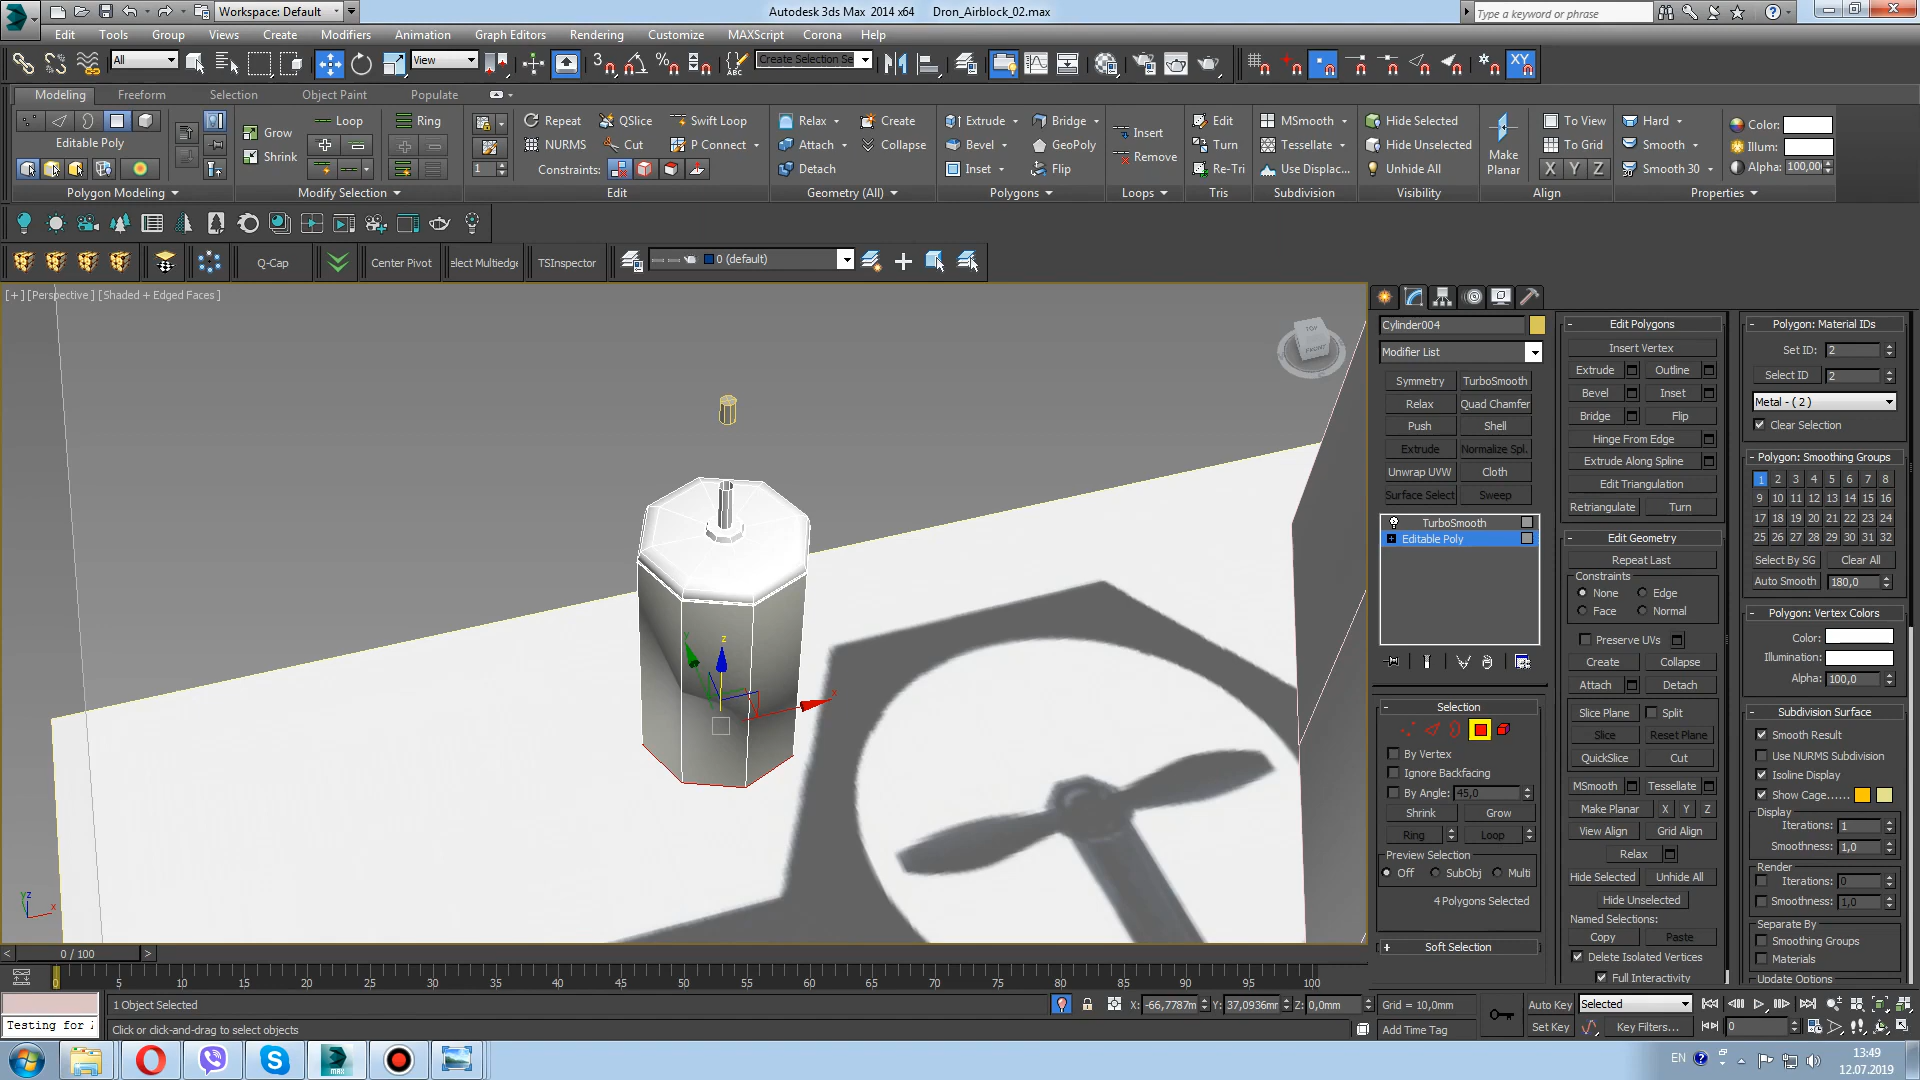 Workspace: Default
Autodesk 3ds Max 2014 x64 Dron_Airblock_02.max
Type a keyword or phrase
Edit Tools Group Views Create Modifiers Animation Graph Editors Rendering Customize MAXScript Corona Help
All View Create Selection Se XY
Modeling Freeform Selection Object Paint Populate
Grow Loop Ring Repeat QSlice Swift Loop Relax Create Extrude Bridge Insert Edit MSmooth Hide Selected To View Hard Color:
Editable Poly Shrink NURMS Cut P Connect Attach Collapse Bevel GeoPoly Remove Turn Tessellate Hide Unselected Make Planar To Grid Smooth Illum:
1 Constraints: Detach Inset Flip Re-Tri Use Displac... Unhide All X Y Z Smooth 30 Alpha: 100,00
Polygon Modeling Modify Selection Edit Geometry (All) Polygons Loops Tris Subdivision Visibility Align Properties
Q-Cap Center Pivot elect Multiedge TSInspector 0 (default)
[+] [Perspective] [Shaded + Edged Faces]
TOP
FRONT
z
y
x
Cylinder004
Modifier List
Symmetry TurboSmooth
Relax Quad Chamfer
Push Shell
Extrude Normalize Spl.
Unwrap UVW Cloth
Surface Select Sweep
TurboSmooth
Editable Poly
Selection
By Vertex
Ignore Backfacing
By Angle: 45,0
Shrink Grow
Ring Loop
Preview Selection
Off SubObj Multi
4 Polygons Selected
Soft Selection
Edit Polygons
Insert Vertex
Extrude Outline
Bevel Inset
Bridge Flip
Hinge From Edge
Extrude Along Spline
Edit Triangulation
Retriangulate Turn
Edit Geometry
Repeat Last
Constraints
None Edge
Face Normal
Preserve UVs
Create Collapse
Attach Detach
Slice Plane Split
Slice Reset Plane
QuickSlice Cut
MSmooth Tessellate
Make Planar X Y Z
View Align Grid Align
Relax
Hide Selected Unhide All
Hide Unselected
Named Selections:
Copy Paste
Delete Isolated Vertices
Full Interactivity
Polygon: Material IDs
Set ID: 2
Select ID 2
Metal - ( 2 )
Clear Selection
Polygon: Smoothing Groups
1 2 3 4 5 6 7 8
9 10 11 12 13 14 15 16
17 18 19 20 21 22 23 24
25 26 27 28 29 30 31 32
Select By SG Clear All
Auto Smooth 180,0
Polygon: Vertex Colors
Color:
Illumination:
Alpha: 100,0
Subdivision Surface
Smooth Result
Use NURMS Subdivision
Isoline Display
Show Cage......
Display
Iterations: 1
Smoothness: 1,0
Render
Iterations: 0
Smoothness: 1,0
Separate By
Smoothing Groups
Materials
Update Options
< 0 / 100 >
0 5 10 15 20 25 30 35 40 45 50 55 60 65 70 75 80 85 90 95 100
1 Object Selected X: -66,7787m Y: 37,0936mr Z: 0,0mm Grid = 10,0mm Auto Key Selected
Testing for Click or click-and-drag to select objects Add Time Tag Set Key Key Filters... 0
EN 13:49
12.07.2019